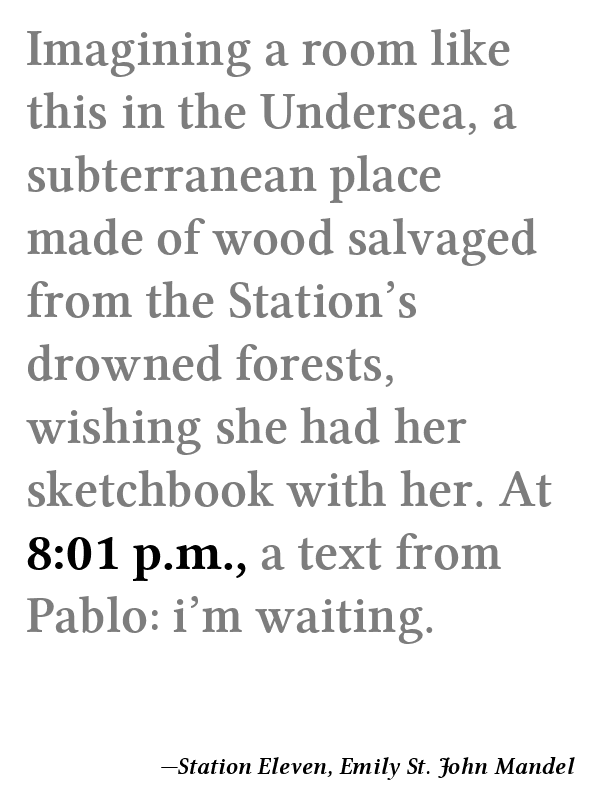 Imagining a room like
this in the Undersea, a
subterranean place
made of wood salvaged
from the Station’s
drowned forests,
wishing she had her
sketchbook with her. At
8:01 p.m., a text from
Pablo: i’m waiting.
—Station Eleven, Emily St. John Mandel